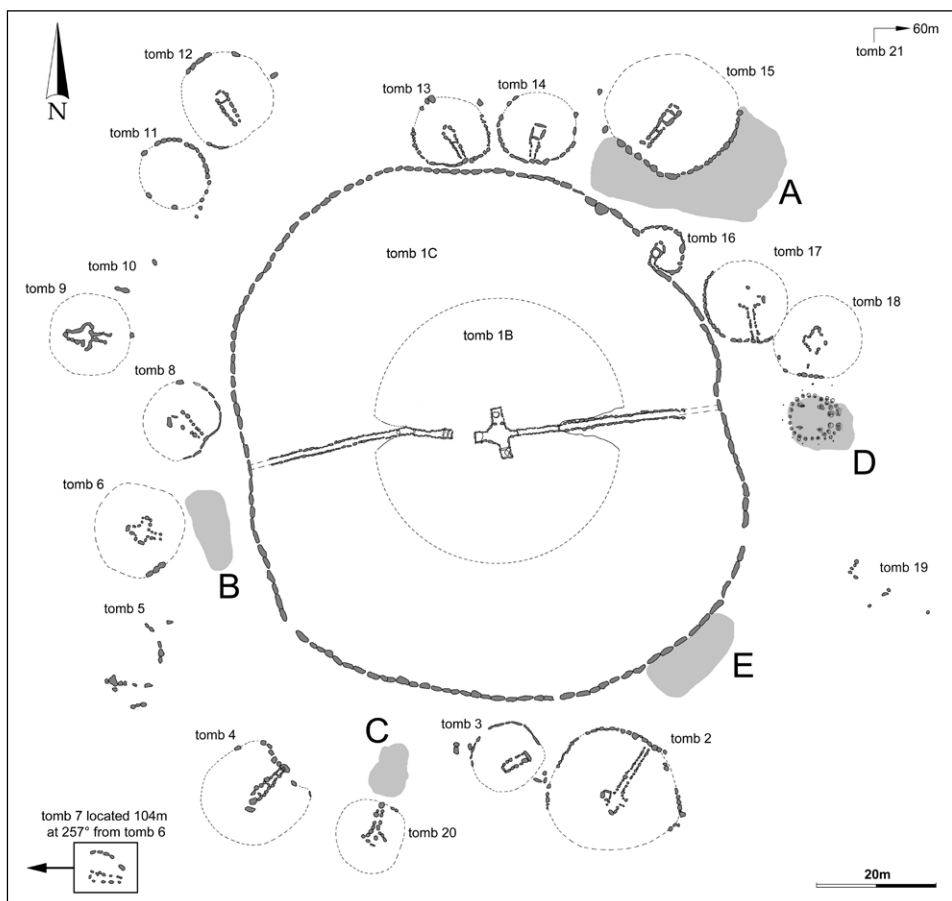 tomb 12
tomb 13
tomb 14
tomb 15
60m
tomb 21
N
tomb 11
A
tomb 10
tomb 9
tomb 1C
tomb 16
tomb 17
tomb 18
tomb 1B
tomb 8
D
tomb 6
B
tomb 19
tomb 5
E
tomb 4
C
tomb 3
tomb 2
tomb 20
tomb 7 located 104m
at 257° from tomb 6
20m